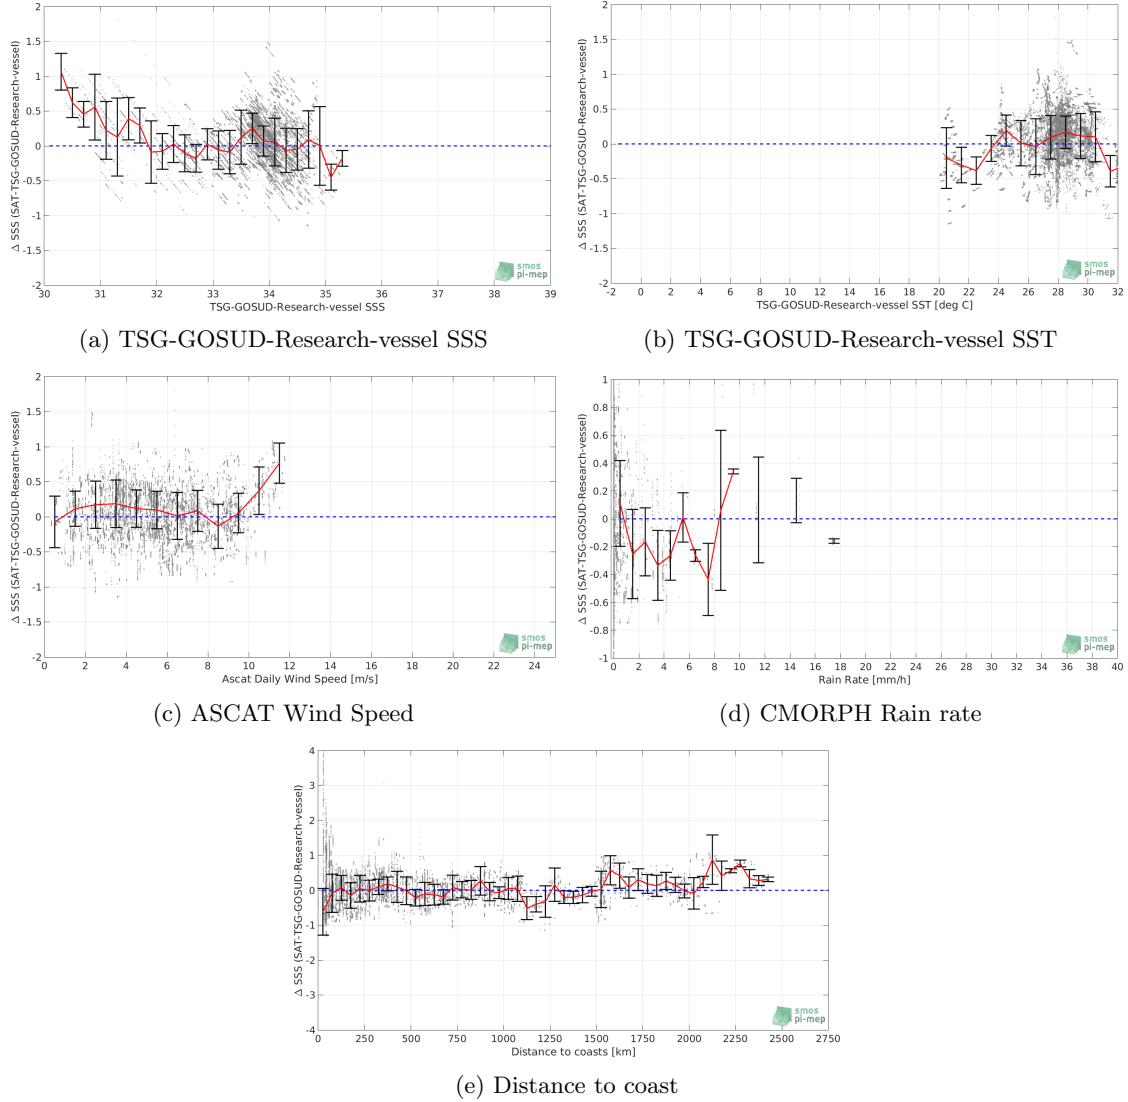 Δ SSS (SAT-TSG-GOSUD-Research-vessel)
2
1.5
1
0.5
0
-0.5
-1
-1.5
-2
30 31 32 33 34 35 36 37 38 39
TSG-GOSUD-Research-vessel SSS
smos
pi-mep
(a) TSG-GOSUD-Research-vessel SSS
Δ SSS (SAT-TSG-GOSUD-Research-vessel)
2
1.5
1
0.5
0
-0.5
-1
-1.5
-2
-2 0 2 4 6 8 10 12 14 16 18 20 22 24 26 28 30 32
TSG-GOSUD-Research-vessel SST [deg C]
smos
pi-mep
(b) TSG-GOSUD-Research-vessel SST
Δ SSS (SAT-TSG-GOSUD-Research-vessel)
2
1.5
1
0.5
0
-0.5
-1
-1.5
-2
0 2 4 6 8 10 12 14 16 18 20 22 24
Ascat Daily Wind Speed [m/s]
smos
pi-mep
(c) ASCAT Wind Speed
Δ SSS (SAT-TSG-GOSUD-Research-vessel)
1
0.8
0.6
0.4
0.2
0
-0.2
-0.4
-0.6
-0.8
-1
0 2 4 6 8 10 12 14 16 18 20 22 24 26 28 30 32 34 36 38 40
Rain Rate [mm/h]
smos
pi-mep
(d) CMORPH Rain rate
Δ SSS (SAT-TSG-GOSUD-Research-vessel)
4
3
2
1
0
-1
-2
-3
-4
0 250 500 750 1000 1250 1500 1750 2000 2250 2500 2750
Distance to coasts [km]
smos
pi-mep
(e) Distance to coast